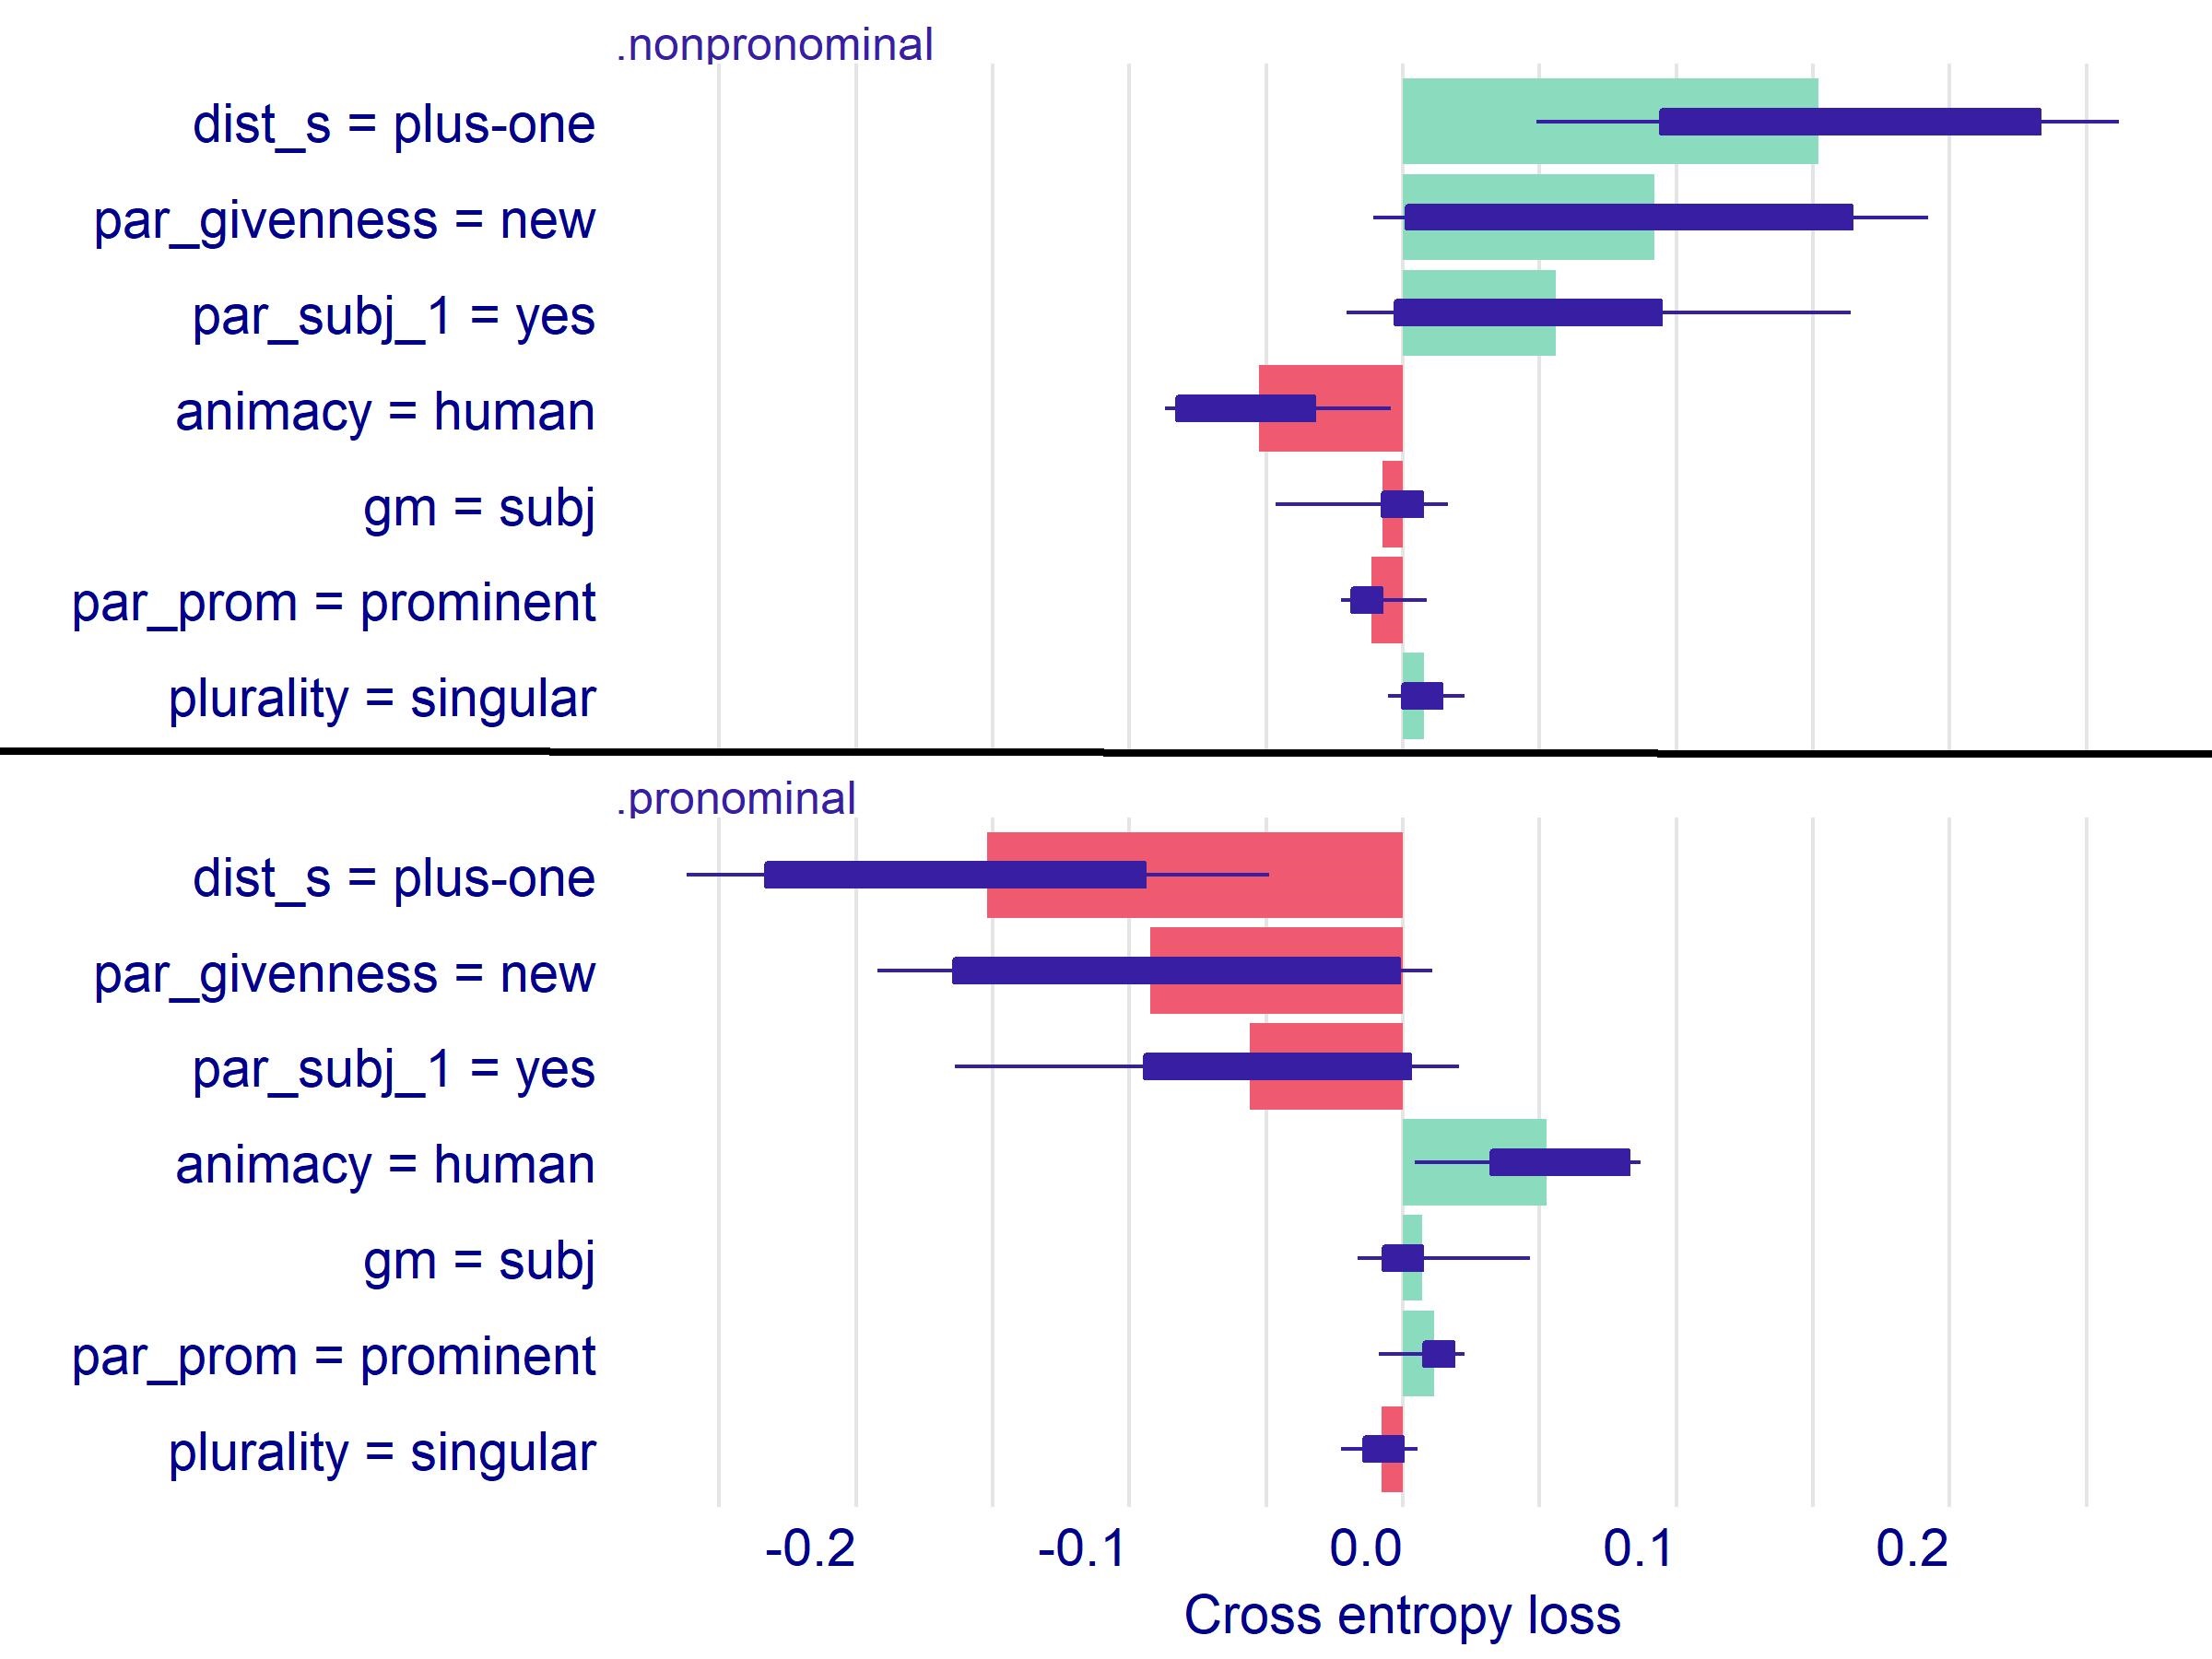 .nonpronominal
dist_s = plus-one
par_givenness = new
par_subj_1 = yes
animacy = human
gm = subj
par_prom = prominent
plurality = singular
.pronominal
dist_s = plus-one
par_givenness = new
par_subj_1 = yes
animacy = human
gm = subj
par_prom = prominent
plurality = singular
-0.2 -0.1 0.0 0.1 0.2
Cross entropy loss